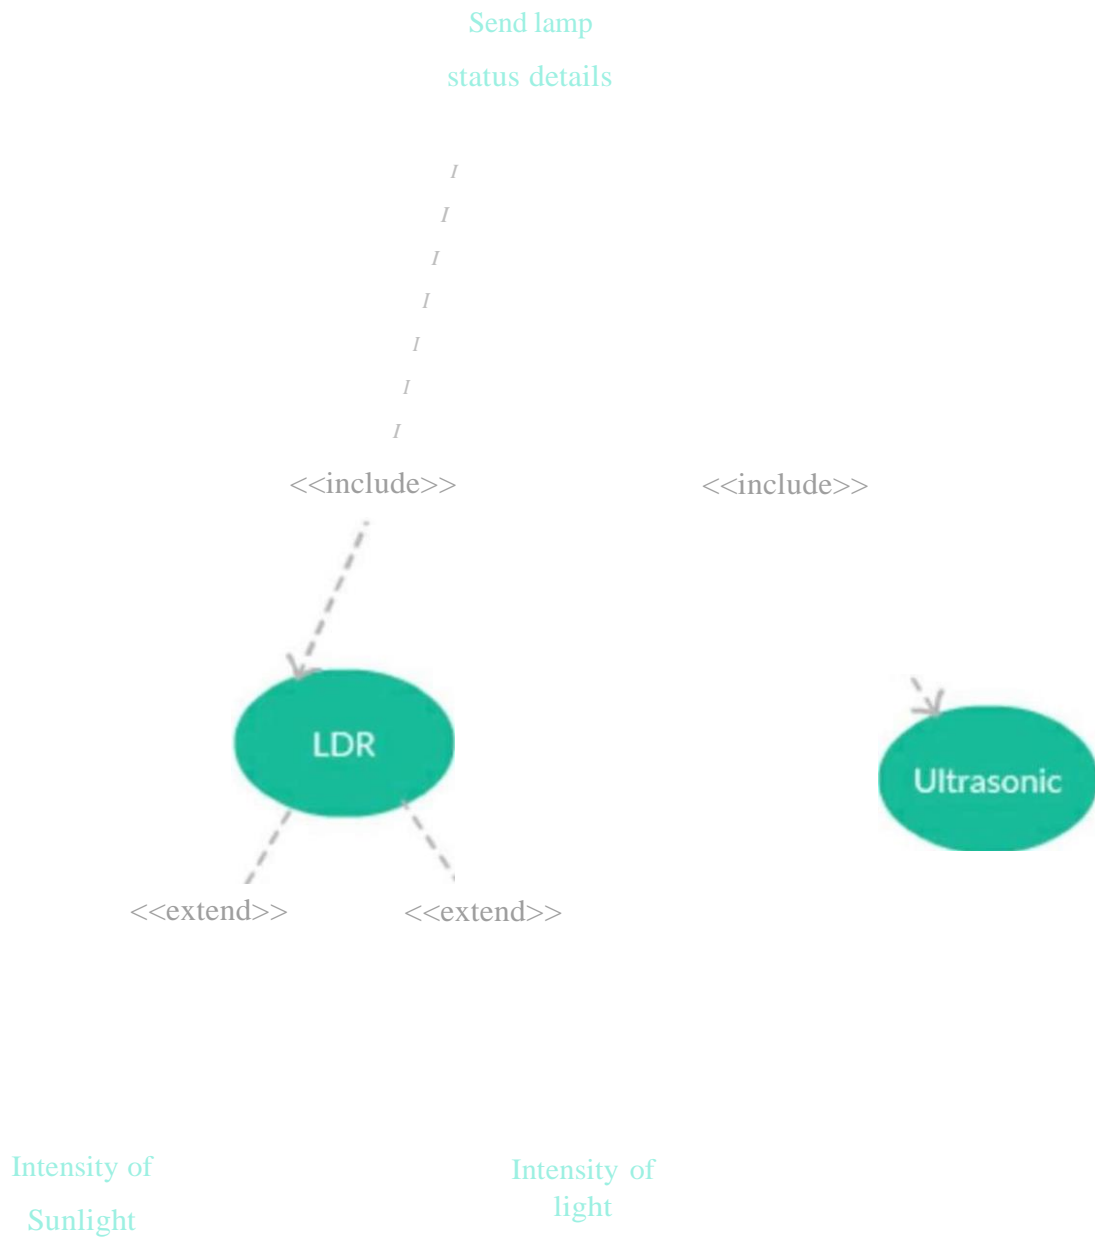 Send lamp
status details
I
I
I
I
I
I
I
<<include>> <<include>>
LDR
Ultrasonic
<<extend>> <<extend>>
Intensity of
Sunlight
Intensity of
light